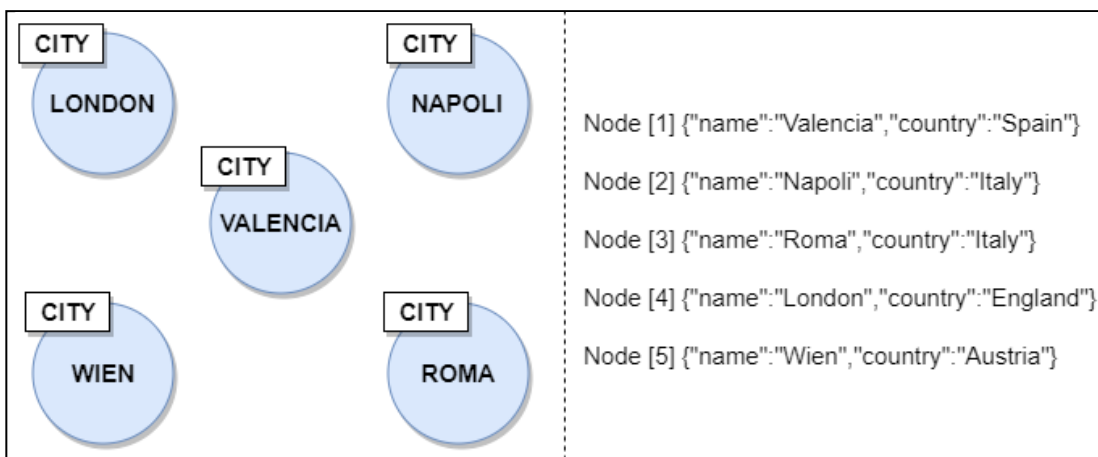 CITY
LONDON
CITY
NAPOLI
CITY
VALENCIA
CITY
WIEN
CITY
ROMA
Node [1] {"name":"Valencia","country":"Spain"}
Node [2] {"name":"Napoli","country":"Italy"}
Node [3] {"name":"Roma","country":"Italy"}
Node [4] {"name":"London","country":"England"}
Node [5] {"name":"Wien","country":"Austria"}